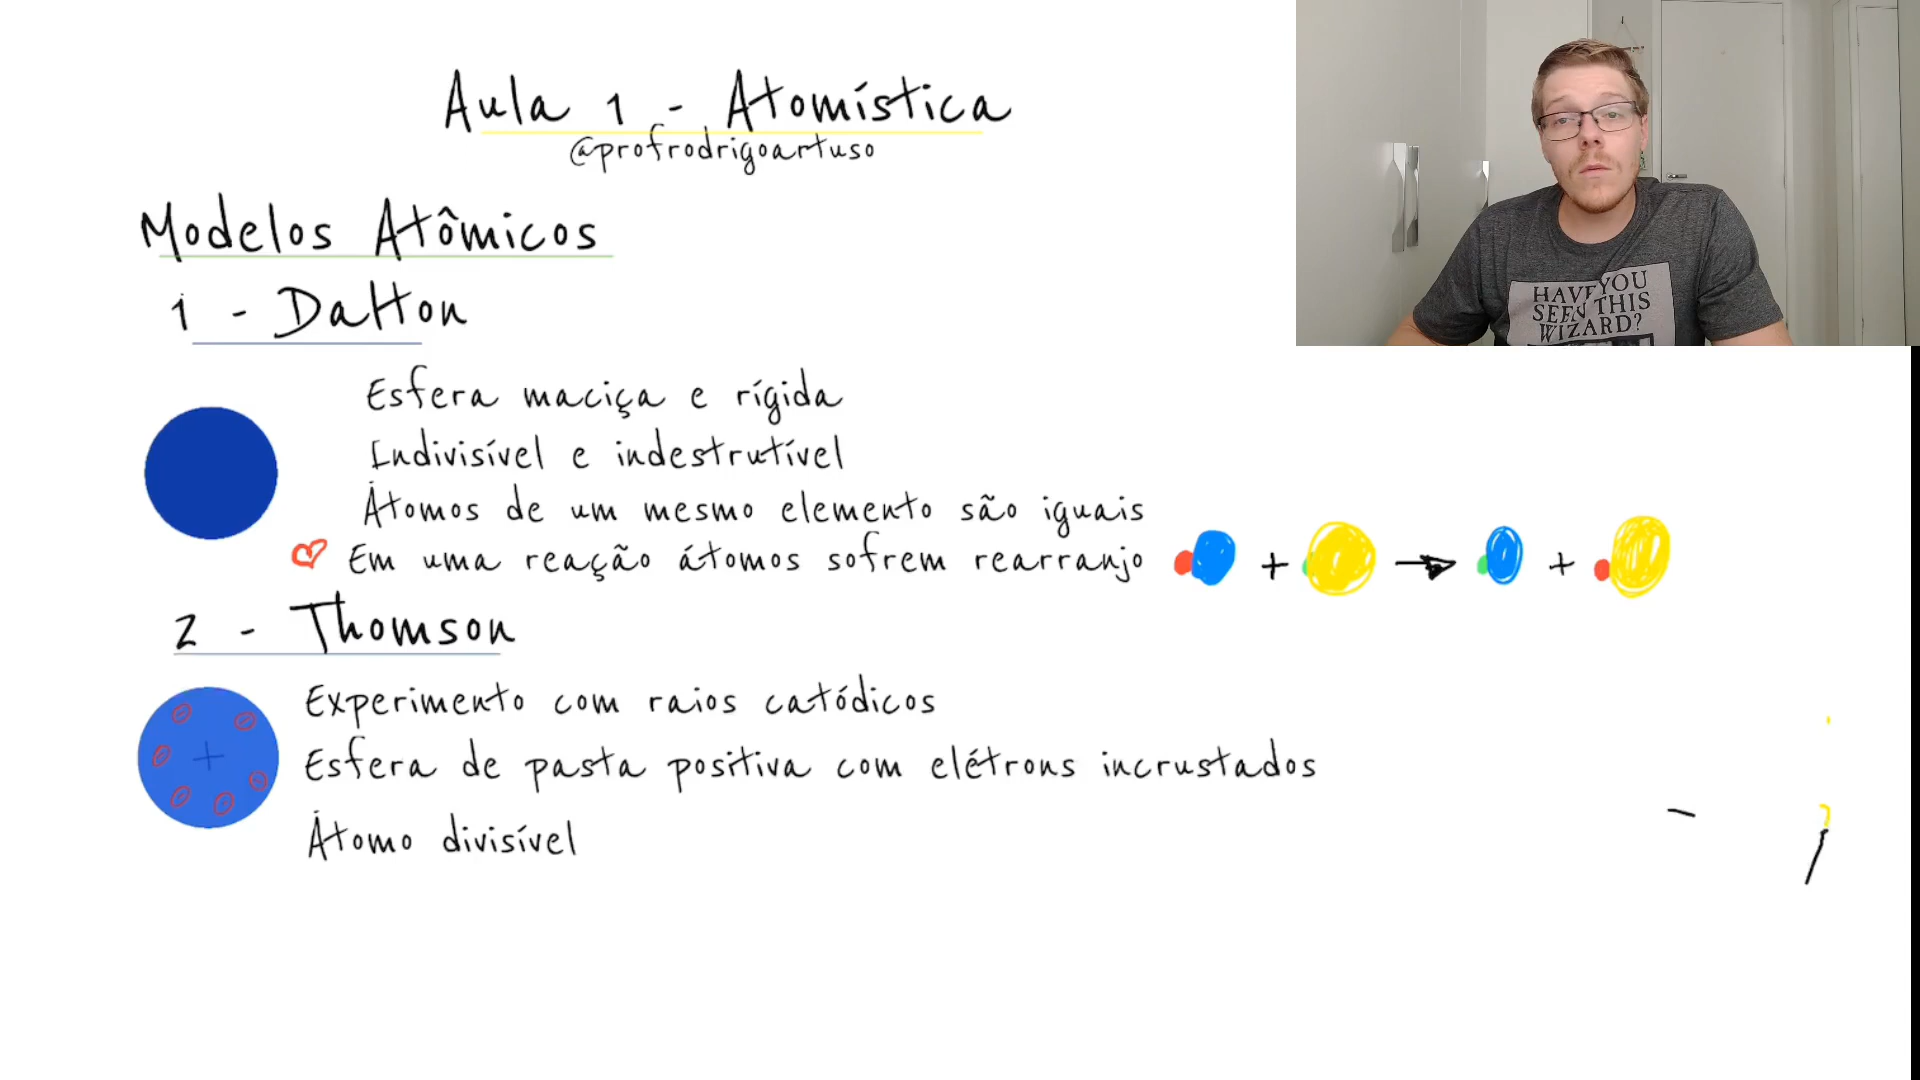 Aula 1 - Atomística
@profrodrigoartuso
Modelos Atômicos
1 - Dalton
Esfera maciça e rígida
Indivisível e indestrutível
Átomos de um mesmo elemento são iguais
Em uma reação átomos sofrem rearranjo + → +
2 - Thomson
Experimento com raios catódicos
Esfera de pasta positiva com elétrons incrustados
Átomo divisível
HAVE YOU
SEEN THIS
WIZARD?